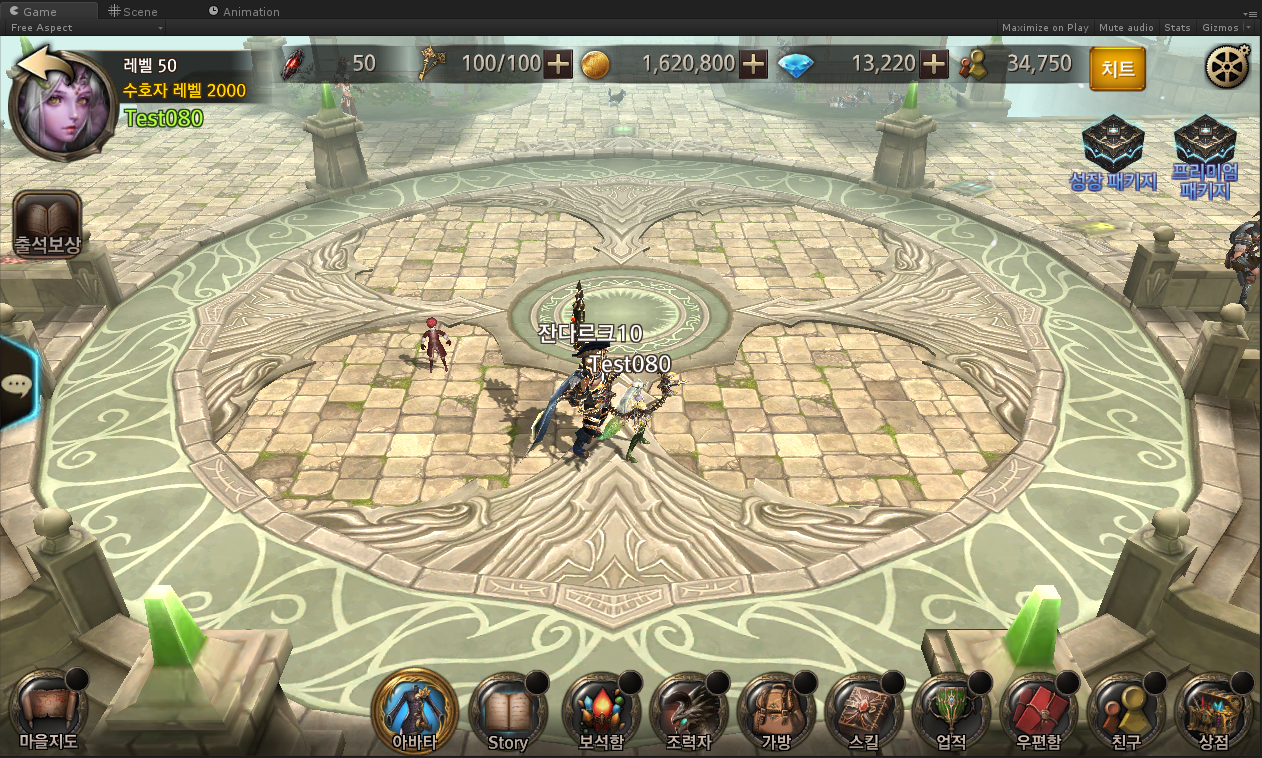 Game Scene Animation
Free Aspect Maximize on Play Mute audio Stats Gizmos
레벨 50
50 100/100 1,620,800 13,220 34,750 치트
수호자 레벨 2000
Test080
성장 패키지
프리미엄
패키지
출석보상
잔다르크10
Test080
마을지도 아바타 Story 보석함 조력자 가방 스킬 업적 우편함 친구 상점